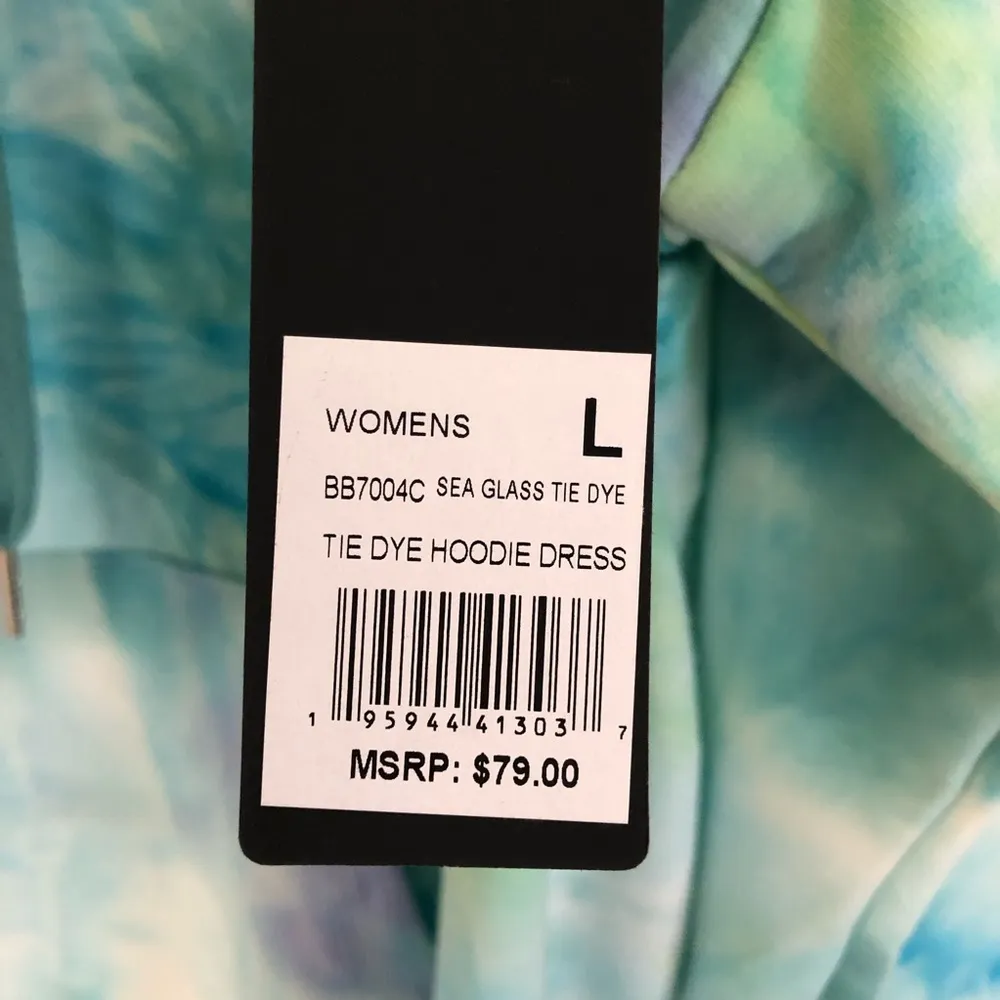 WOMENS L
BB7004C SEA GLASS TIE DYE
TIE DYE HOODIE DRESS
1 95944 41303 7
MSRP: $79.00